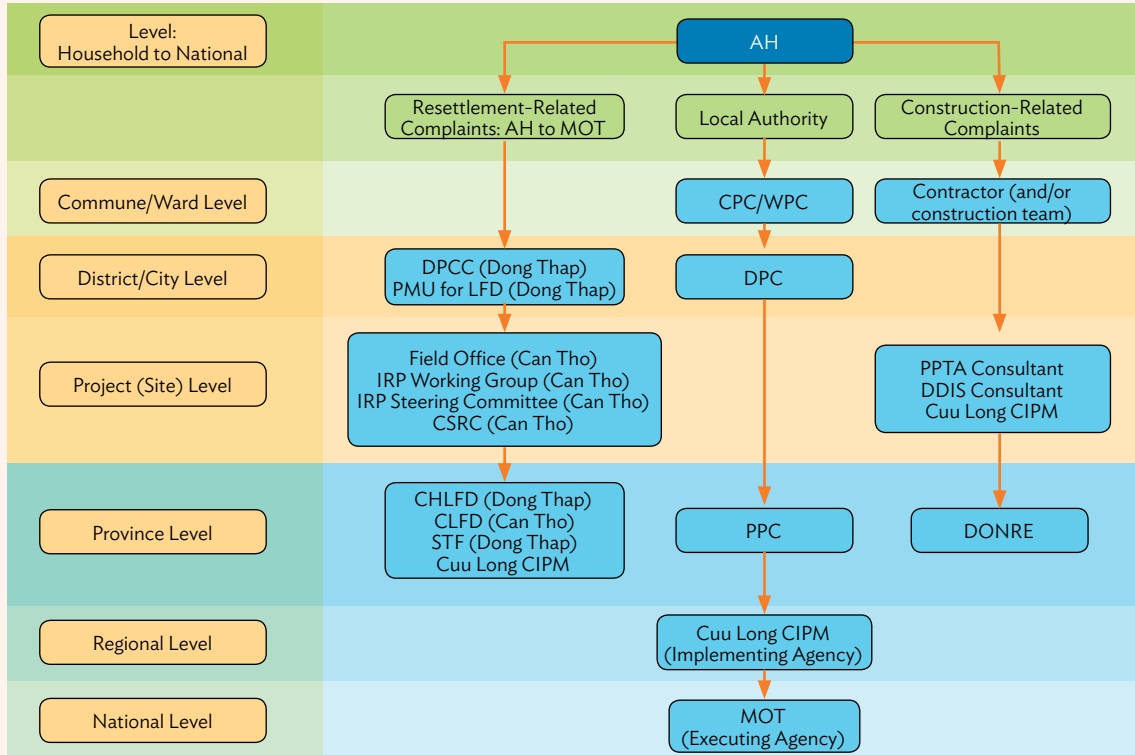 Level:
Household to National
AH
Resettlement-Related
Complaints: AH to MOT
Local Authority
Construction-Related
Complaints
Commune/Ward Level
CPC/WPC
Contractor (and/or
construction team)
District/City Level
DPCC (Dong Thap)
PMU for LFD (Dong Thap)
DPC
Project (Site) Level
Field Office (Can Tho)
IRP Working Group (Can Tho)
IRP Steering Committee (Can Tho)
CSRC (Can Tho)
PPTA Consultant
DDIS Consultant
Cuu Long CIPM
Province Level
CHLFD (Dong Thap)
CLFD (Can Tho)
STF (Dong Thap)
Cuu Long CIPM
PPC
DONRE
Regional Level
Cuu Long CIPM
(Implementing Agency)
National Level
MOT
(Executing Agency)